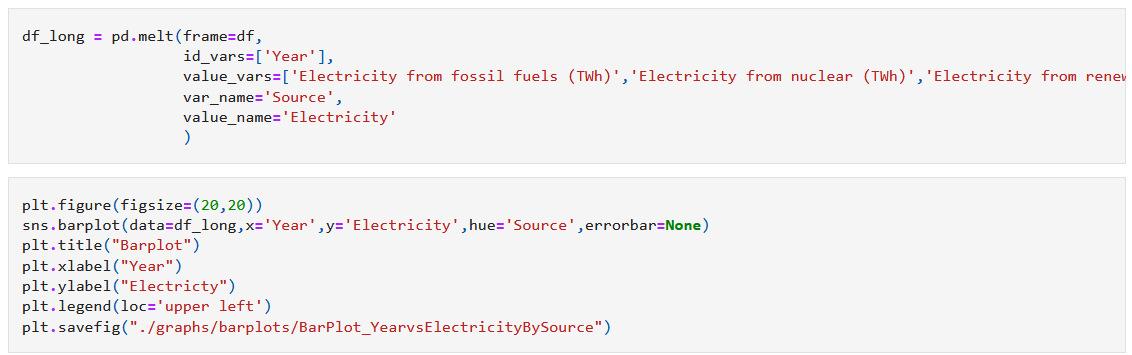 df_long = pd.melt(frame=df,
                  id_vars=['Year'],
                  value_vars=['Electricity from fossil fuels (TWh)','Electricity from nuclear (TWh)','Electricity from
                  var_name='Source',
                  value_name='Electricity'
                  )
plt.figure(figsize=(20,20))
sns.barplot(data=df_long,x='Year',y='Electricity',hue='Source',errorbar=None)
plt.title("Barplot")
plt.xlabel("Year")
plt.ylabel("Electricty")
plt.legend(loc='upper left')
plt.savefig("./graphs/barplots/BarPlot_YearvsElectricityBySource")